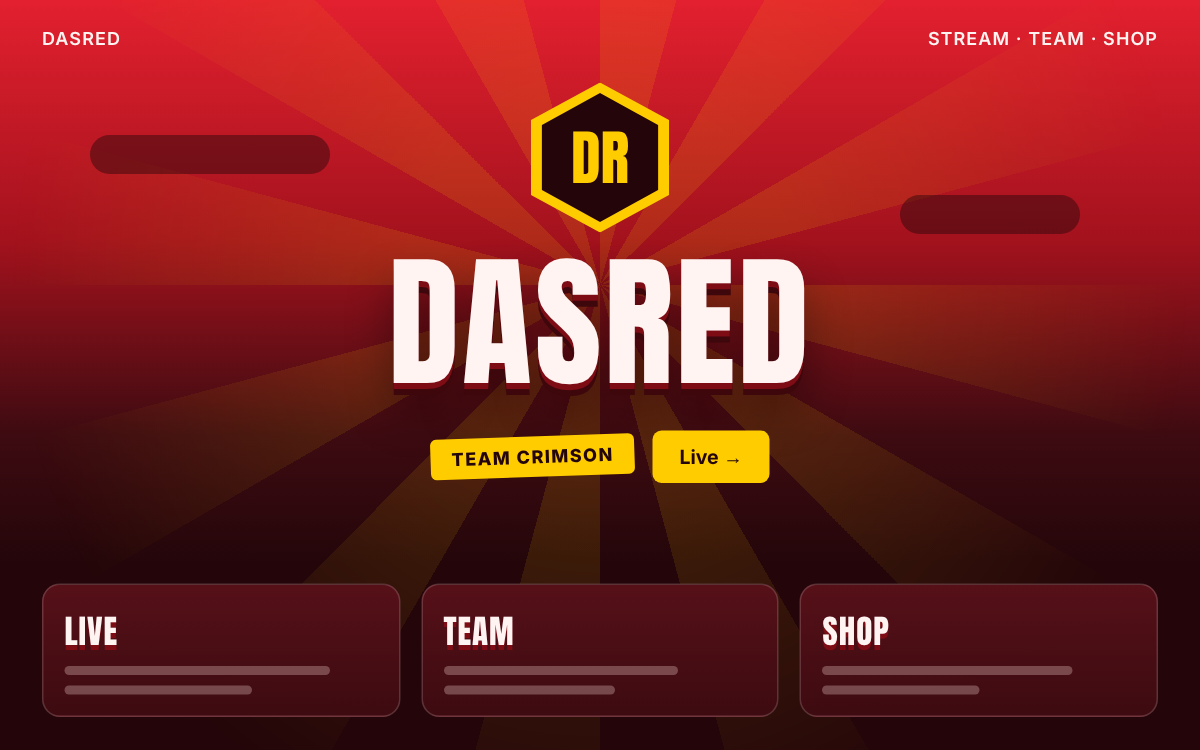 DASRED
STREAM · TEAM · SHOP
DR
DASRED
TEAM CRIMSON
Live →
LIVE
TEAM
SHOP